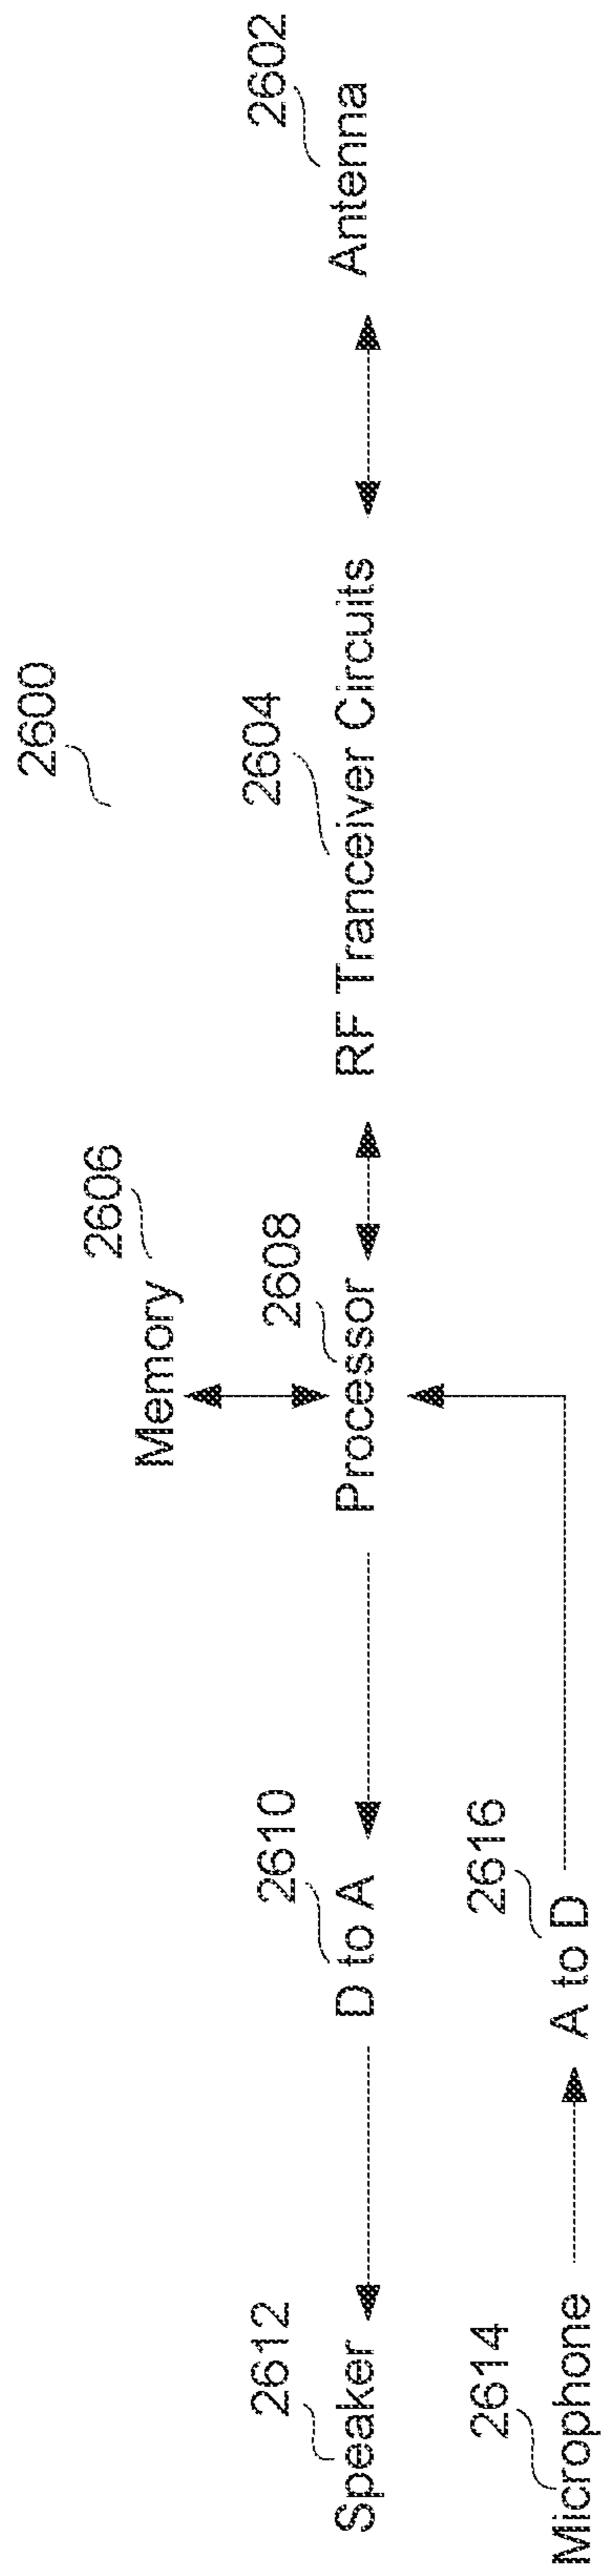 2600
2606
Memory
2612
Speaker
2610
D to A
2608
Processor
2604
RF Tranceiver Circuits
2602
Antenna
2614
Microphone
2616
A to D